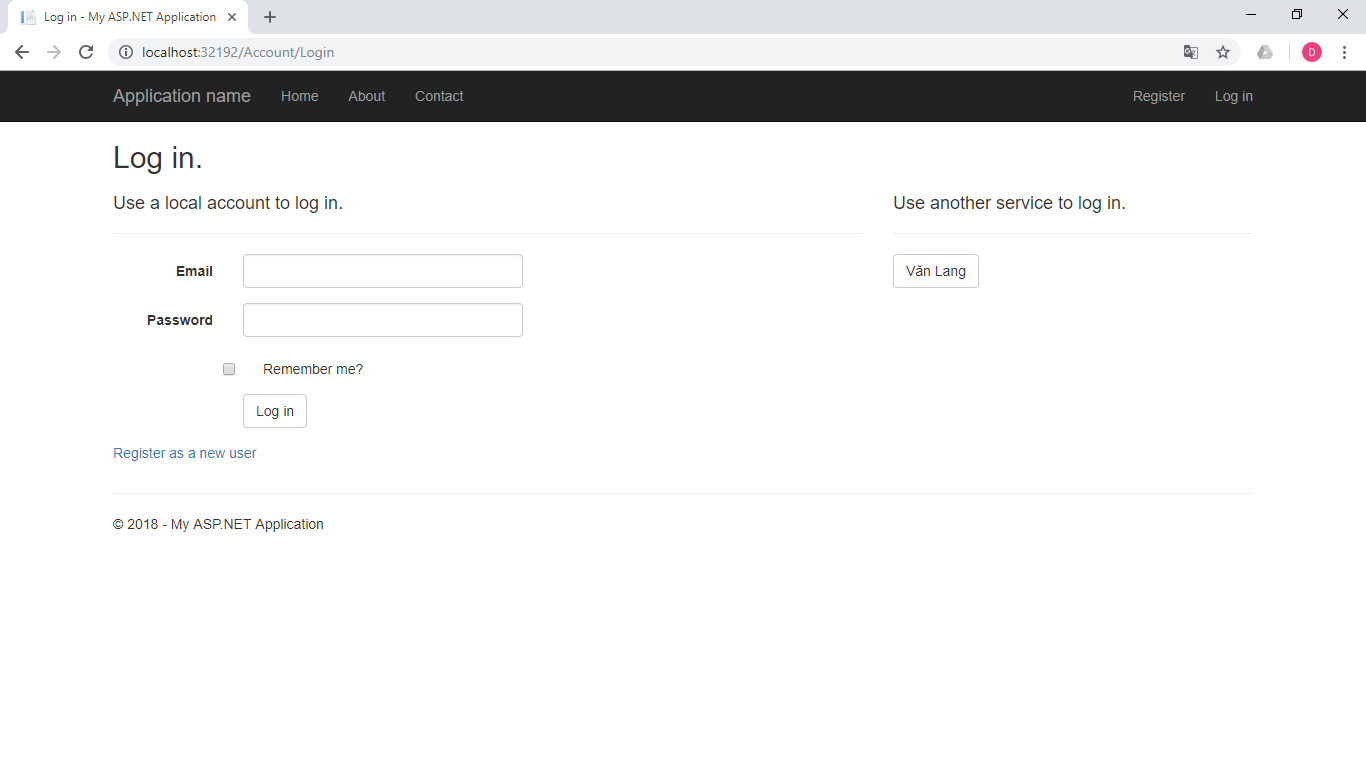 Log in - My ASP.NET Application
localhost:32192/Account/Login
D
Application name Home About Contact Register Log in
Log in.
Use a local account to log in.
Email
Password
Remember me?
Log in
Register as a new user
Use another service to log in.
Văn Lang
© 2018 - My ASP.NET Application